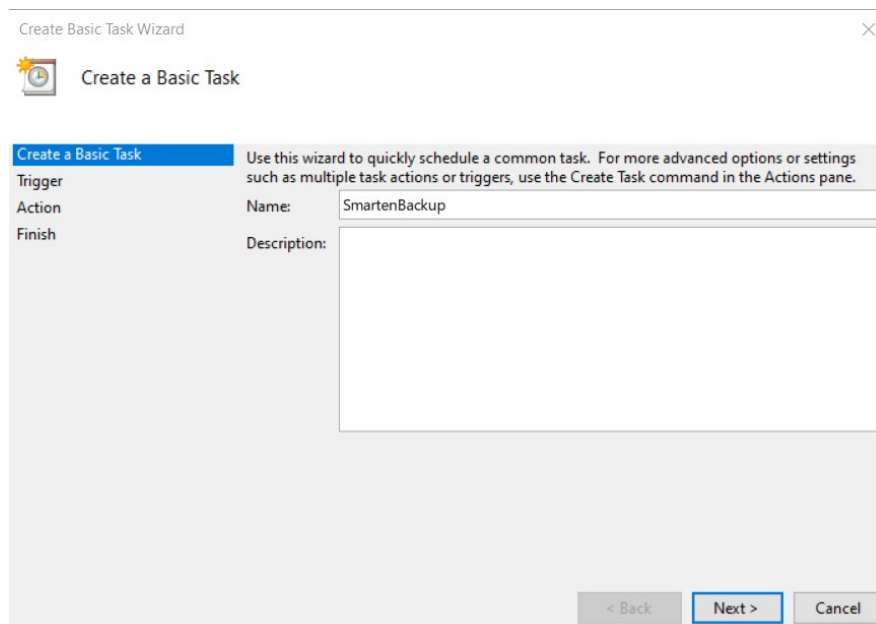 Create Basic Task Wizard
Create a Basic Task
Create a Basic Task
Trigger
Action
Finish
Use this wizard to quickly schedule a common task.  For more advanced options or settings
such as multiple task actions or triggers, use the Create Task command in the Actions pane.
Name:
SmartenBackup
Description:
< Back
Next >
Cancel